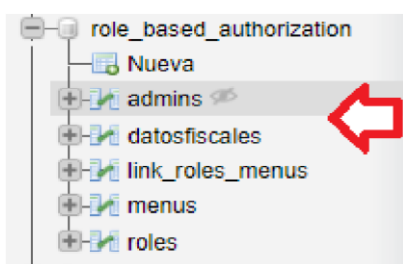 role_based_authorization
Nueva
admins
datosfiscales
link_roles_menus
menus
roles